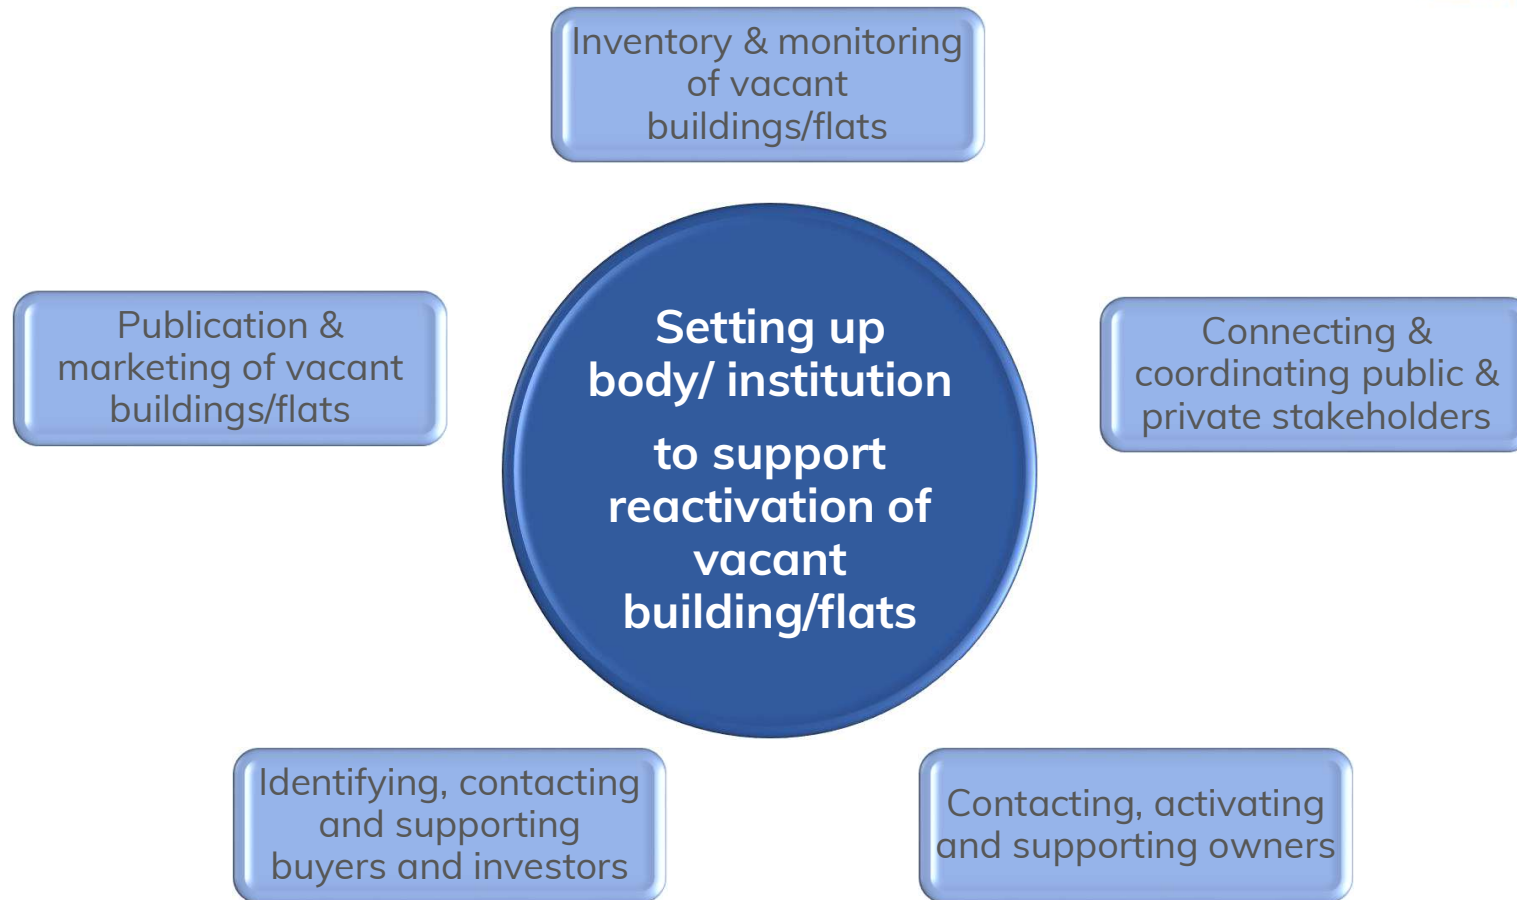 Inventory & monitoring
of vacant
buildings/flats
Publication &
marketing of vacant
buildings/flats
Setting up
body/ institution
to support
reactivation of
vacant
building/flats
Connecting &
coordinating public &
private stakeholders
Identifying, contacting
and supporting
buyers and investors
Contacting, activating
and supporting owners